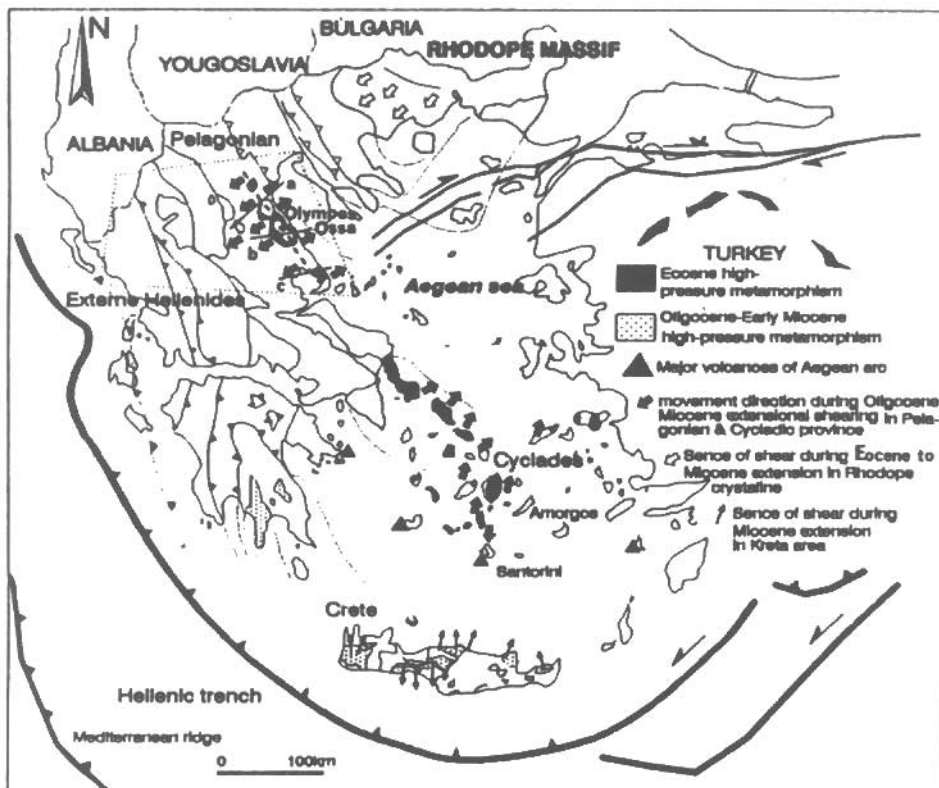 N
BULGARIA
RHODOPE MASSIF
YOUGOSLAVIA
ALBANIA
Pelagonian
a
Olympos
Ossa
b
c
Externe Hellenides
Aegean sea
TURKEY
Eocene high-
pressure metamorphism
Oligocene-Early Miocene
high-pressure metamorphism
Major volcanoes of Aegean arc
movement direction during Oligocene
Miocene extensional shearing in Pela-
gonian & Cycladic province
Sence of shear during Eocene to
Miocene extension in Rhodope
crystaline
Sence of shear during
Miocene extension
in Kreta area
Cyclades
Amorgos
Santorini
Crete
Hellenic trench
Mediterranean ridge
0 100km